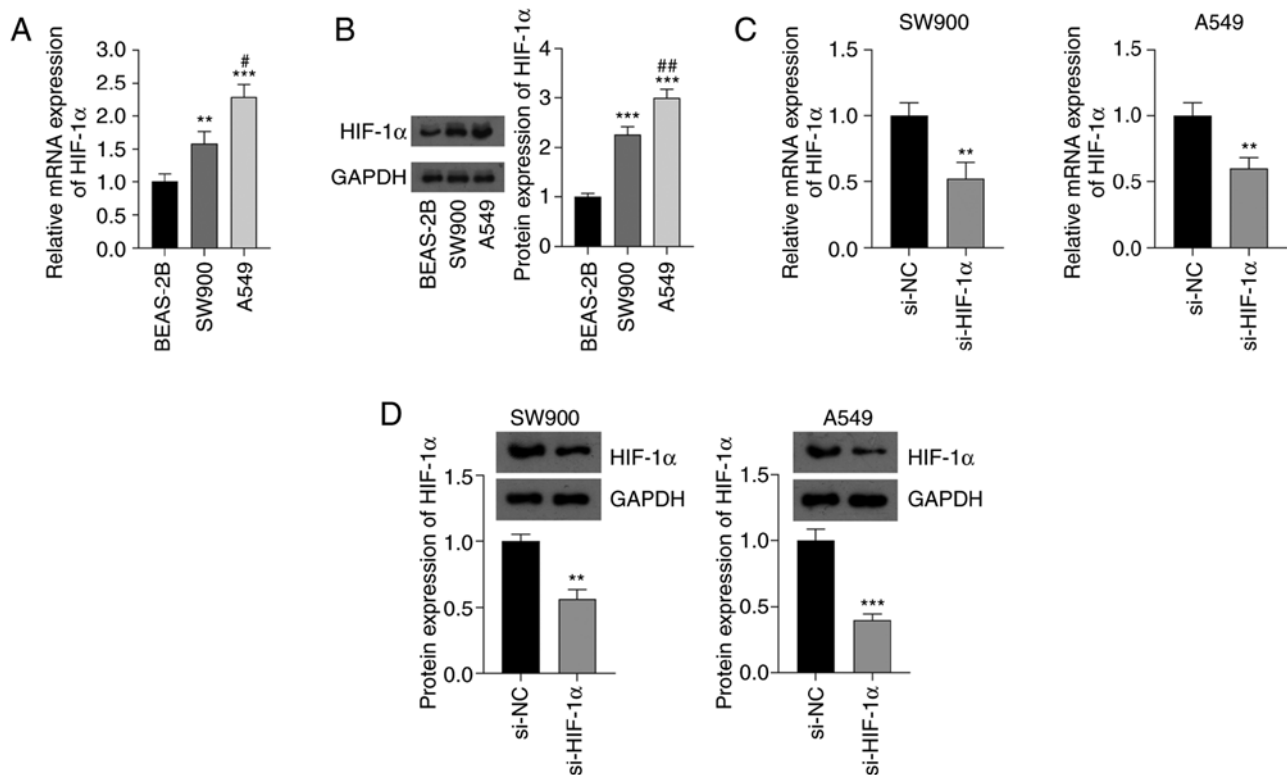 A
Relative mRNA expression
of HIF-1α
3.0
2.5
2.0
1.5
1.0
0.5
0.0
**
#
***
BEAS-2B
SW900
A549
B
HIF-1α
GAPDH
BEAS-2B
SW900
A549
Protein expression of HIF-1α
4
3
2
1
0
***
##
***
BEAS-2B
SW900
A549
C
SW900
Relative mRNA expression
of HIF-1α
1.5
1.0
0.5
0.0
**
si-NC
si-HIF-1α
A549
Relative mRNA expression
of HIF-1α
1.5
1.0
0.5
0.0
**
si-NC
si-HIF-1α
D
SW900
HIF-1α
GAPDH
Protein expression of HIF-1α
1.5
1.0
0.5
0.0
**
si-NC
si-HIF-1α
A549
HIF-1α
GAPDH
Protein expression of HIF-1α
1.5
1.0
0.5
0.0
***
si-NC
si-HIF-1α